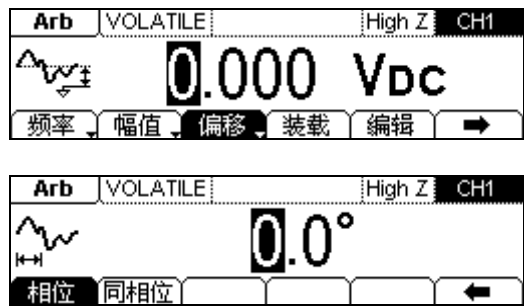 Arb VOLATILE High Z CH1
0.000 VDC
频率 幅值 偏移 装载 编辑
Arb VOLATILE High Z CH1
0.0°
相位 同相位